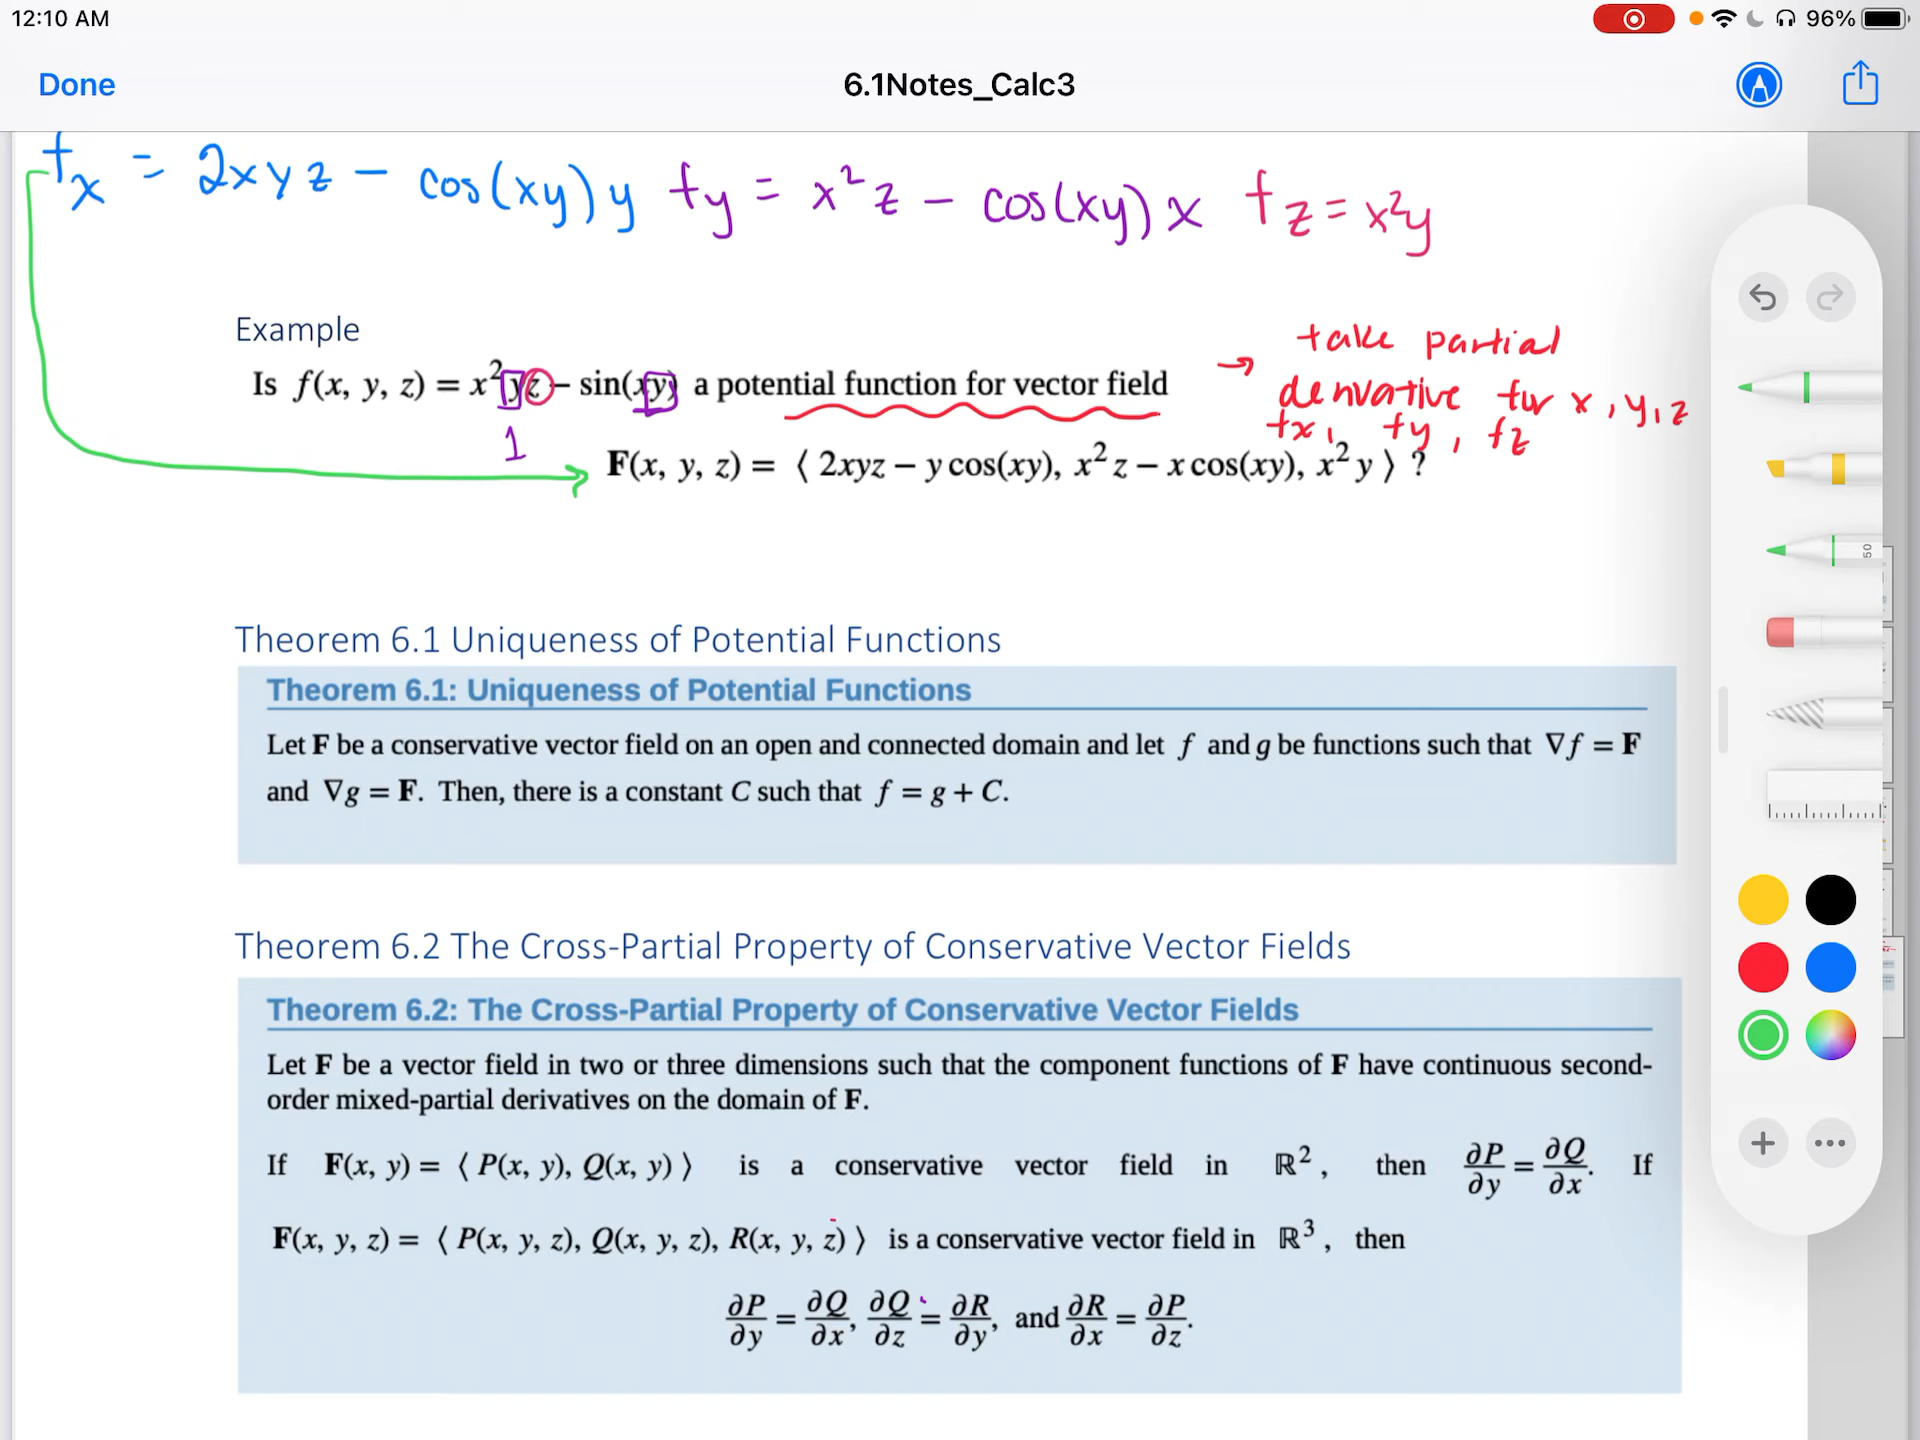 12:10 AM 96%
Done 6.1Notes_Calc3
fx = 2xyz - cos(xy)y fy = x²z - cos(xy)x fz = x²y
Example
Is f(x, y, z) = x²yz − sin(xy) a potential function for vector field
→ take partial
derivative for x, y, z
fx, fy, fz
1
F(x, y, z) = ⟨ 2xyz − y cos(xy), x²z − x cos(xy), x²y ⟩ ?
Theorem 6.1 Uniqueness of Potential Functions
Theorem 6.1: Uniqueness of Potential Functions
Let F be a conservative vector field on an open and connected domain and let f and g be functions such that ∇f = F
and ∇g = F. Then, there is a constant C such that f = g + C.
Theorem 6.2 The Cross-Partial Property of Conservative Vector Fields
Theorem 6.2: The Cross-Partial Property of Conservative Vector Fields
Let F be a vector field in two or three dimensions such that the component functions of F have continuous second-
order mixed-partial derivatives on the domain of F.
If F(x, y) = ⟨ P(x, y), Q(x, y) ⟩ is a conservative vector field in ℝ², then ∂P/∂y = ∂Q/∂x. If
F(x, y, z) = ⟨ P(x, y, z), Q(x, y, z), R(x, y, z) ⟩ is a conservative vector field in ℝ³, then
∂P/∂y = ∂Q/∂x, ∂Q/∂z = ∂R/∂y, and ∂R/∂x = ∂P/∂z.
50